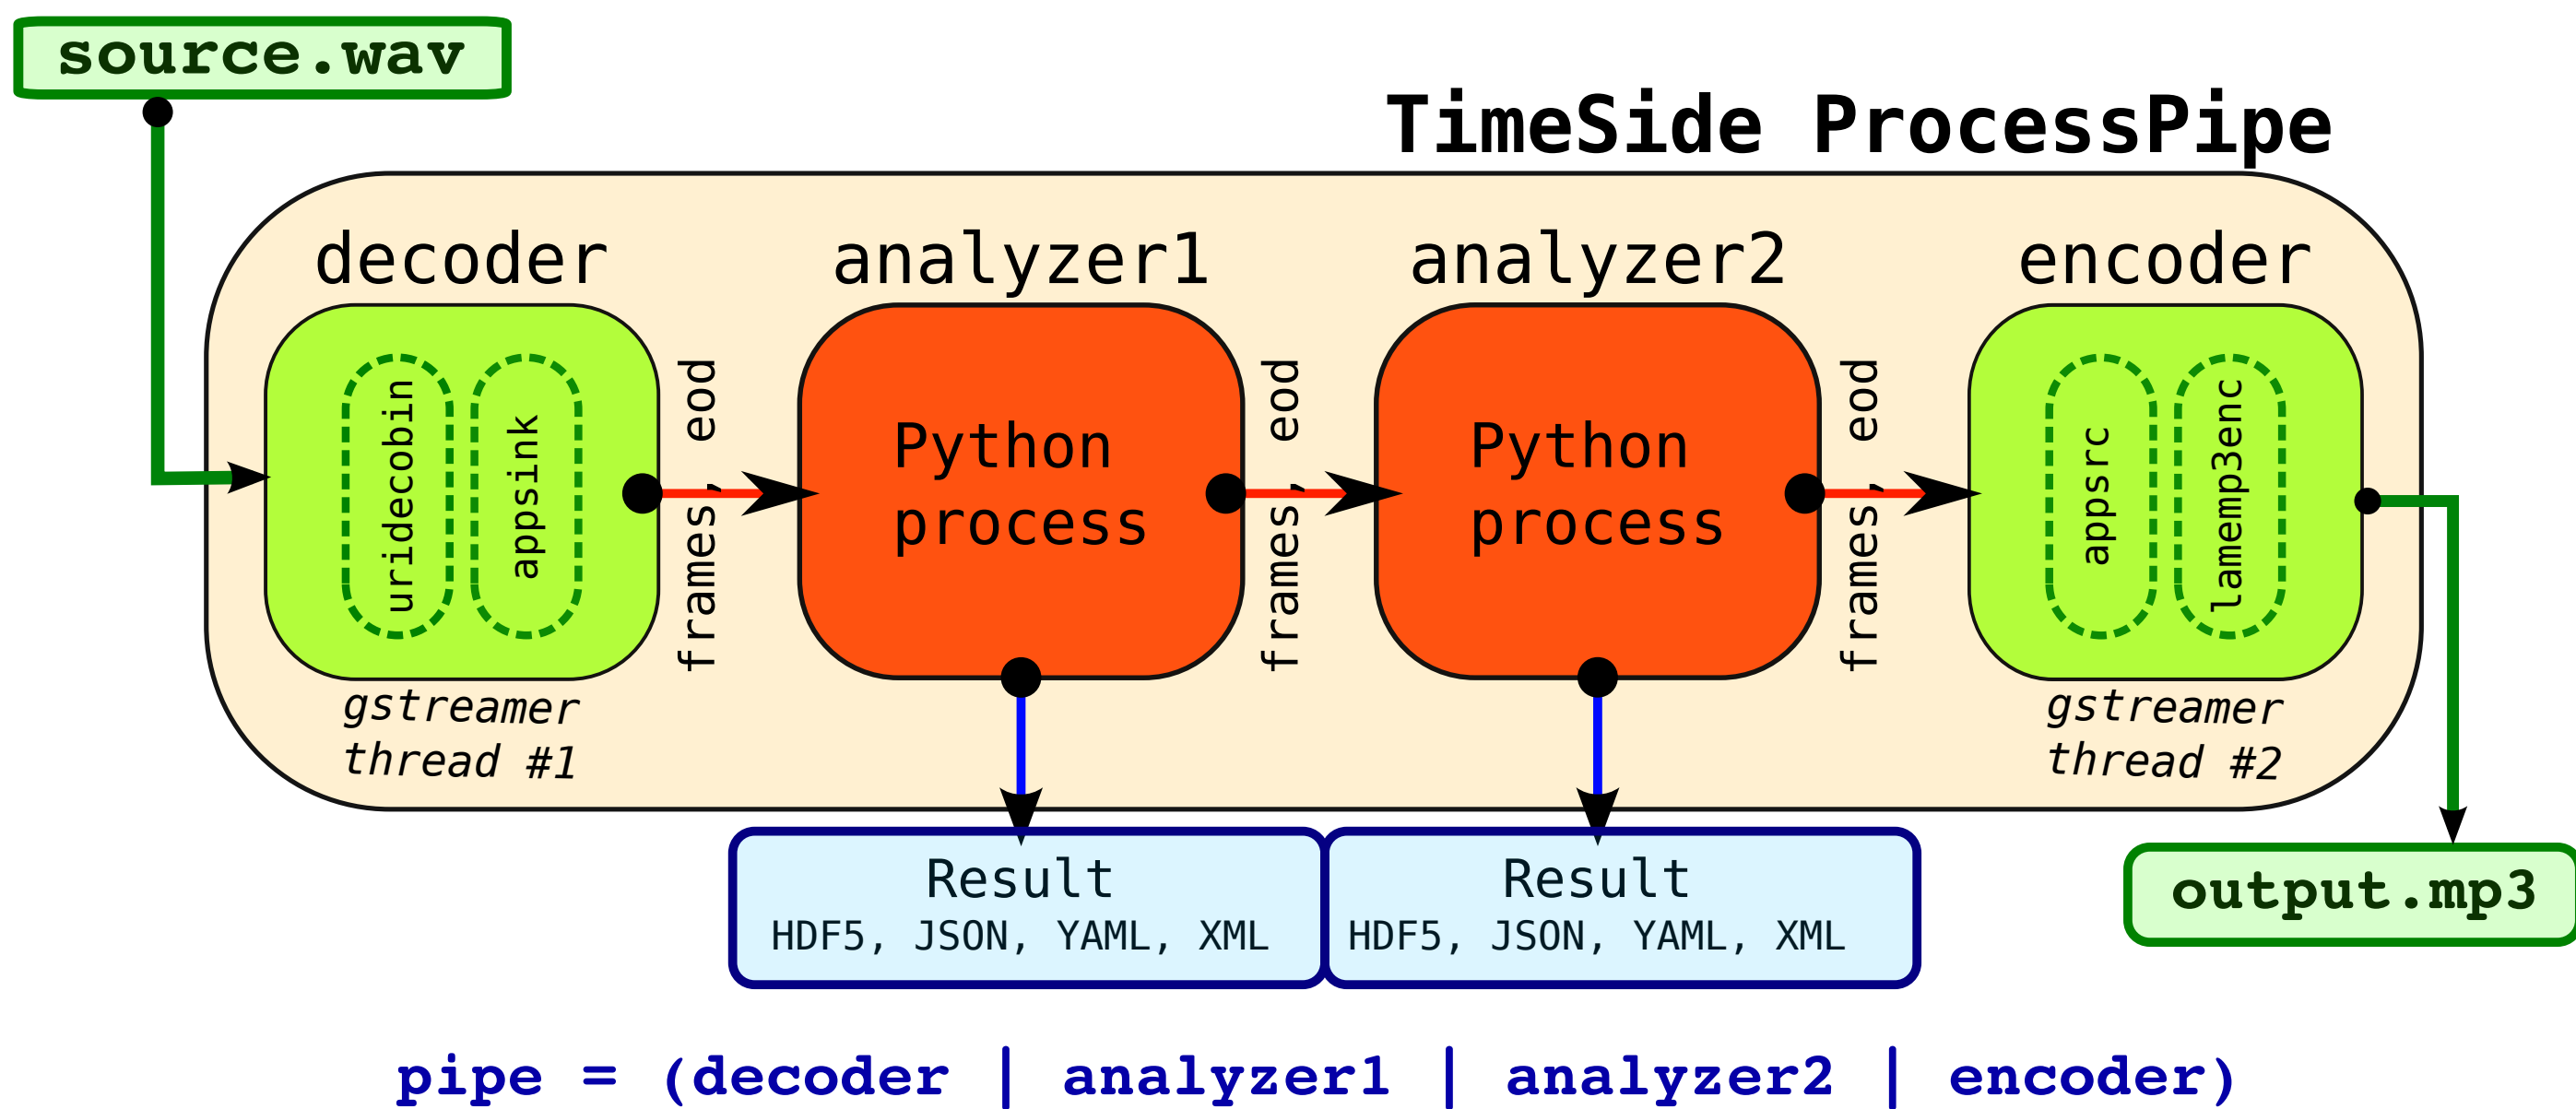 source.wav
TimeSide ProcessPipe
decoder
analyzer1
analyzer2
encoder
uridecobin
appsink
frames, eod
Python
process
frames, eod
Python
process
frames, eod
appsrc
lamemp3enc
gstreamer
thread #1
gstreamer
thread #2
Result
HDF5, JSON, YAML, XML
Result
HDF5, JSON, YAML, XML
output.mp3
pipe = (decoder | analyzer1 | analyzer2 | encoder)